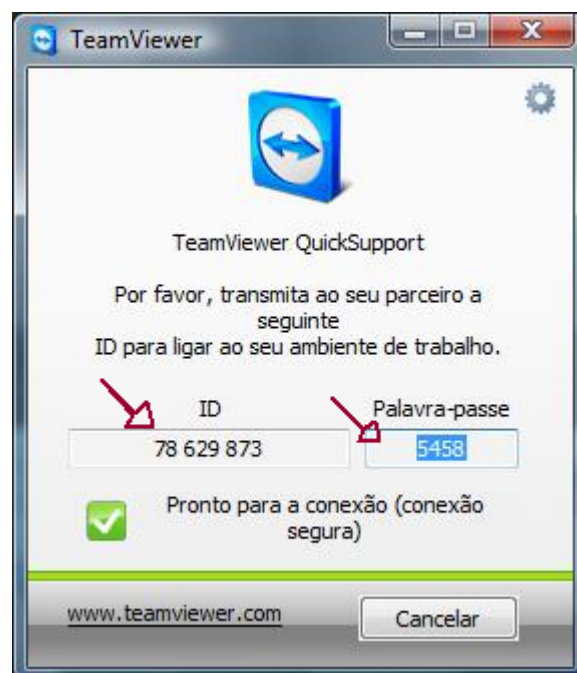 TeamViewer
TeamViewer QuickSupport
Por favor, transmita ao seu parceiro a
seguinte
ID para ligar ao seu ambiente de trabalho.
ID
Palavra-passe
78 629 873
5458
Pronto para a conexão (conexão
segura)
www.teamviewer.com
Cancelar